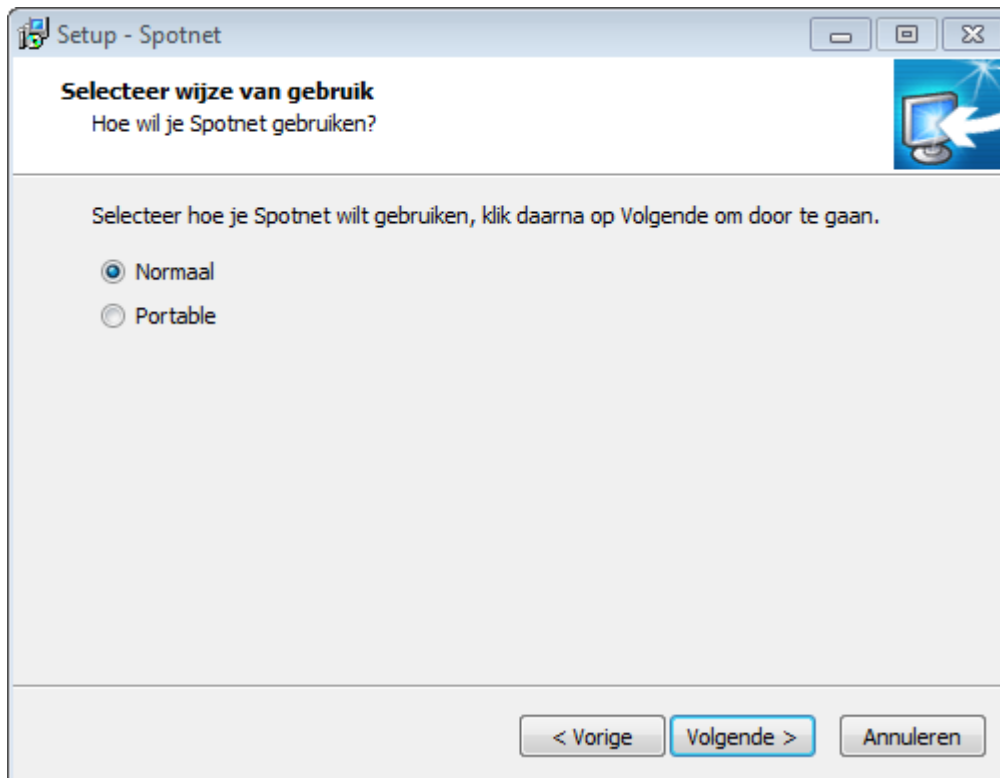 Setup - Spotnet
Selecteer wijze van gebruik
Hoe wil je Spotnet gebruiken?
Selecteer hoe je Spotnet wilt gebruiken, klik daarna op Volgende om door te gaan.
Normaal
Portable
< Vorige
Volgende >
Annuleren